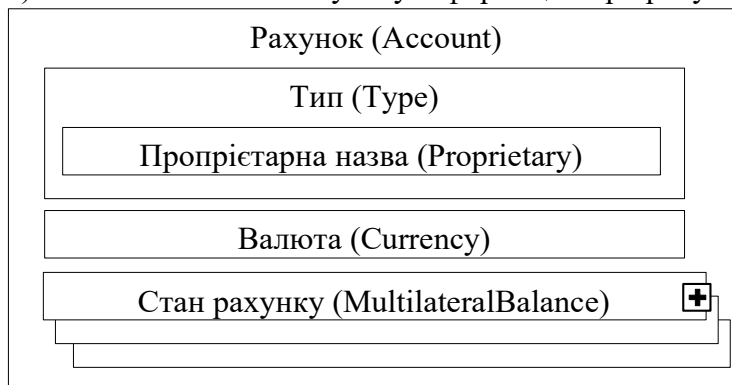 Рахунок (Account)
Тип (Type)
Пропрієтарна назва (Proprietary)
Валюта (Currency)
Стан рахунку (MultilateralBalance)